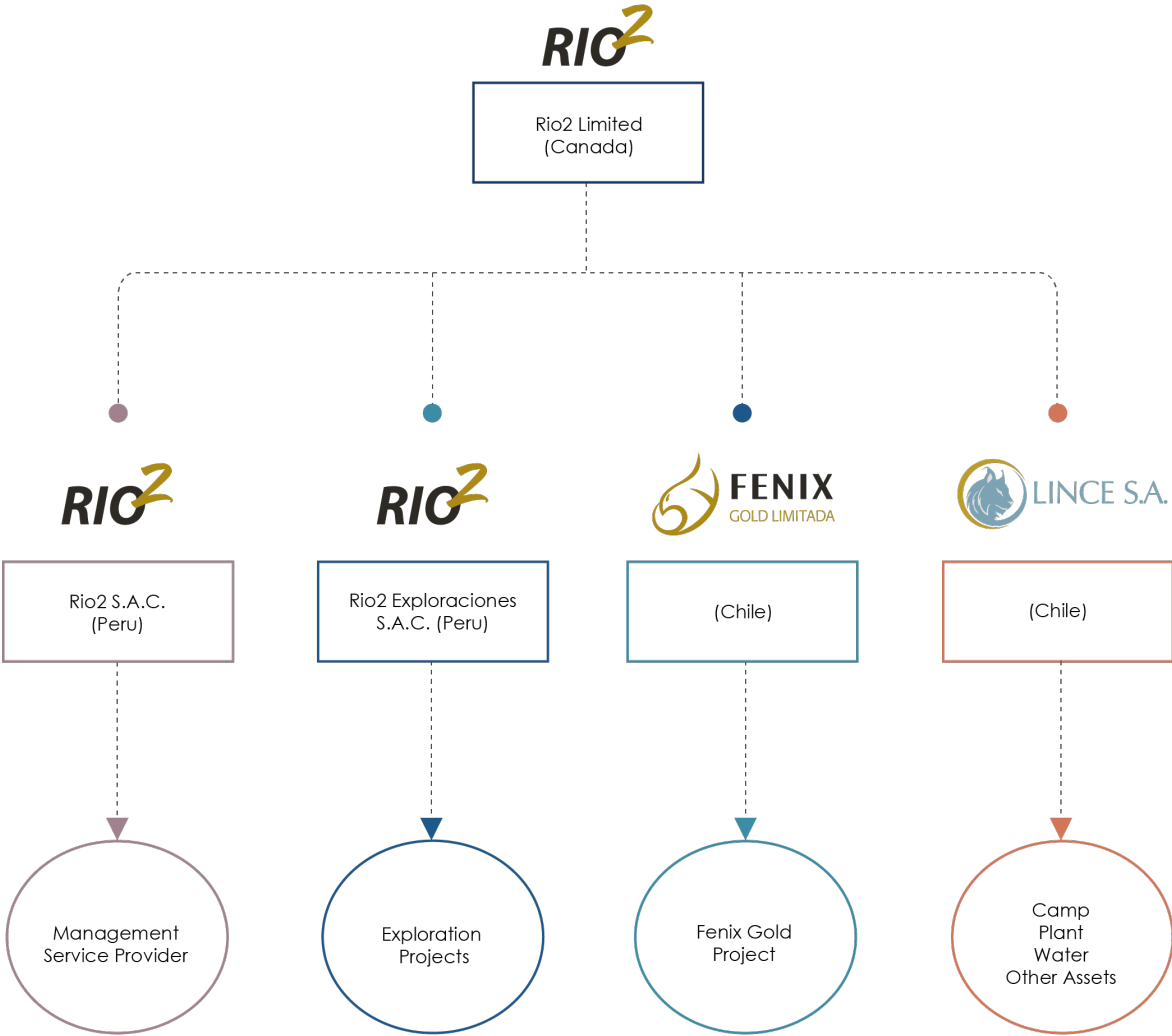 RIO2
Rio2 Limited
(Canada)
RIO2
RIO2
FENIX
GOLD LIMITADA
LINCE S.A.
Rio2 S.A.C.
(Peru)
Rio2 Exploraciones
S.A.C. (Peru)
(Chile)
(Chile)
Management
Service Provider
Exploration
Projects
Fenix Gold
Project
Camp
Plant
Water
Other Assets